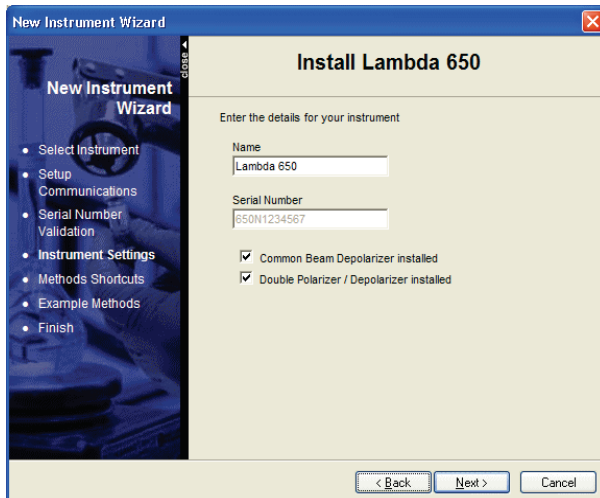 New Instrument Wizard
close
New Instrument
Wizard
• Select Instrument
• Setup
Communications
• Serial Number
Validation
• Instrument Settings
• Methods Shortcuts
• Example Methods
• Finish
Install Lambda 650
Enter the details for your instrument
Name
Lambda 650
Serial Number
650N1234567
Common Beam Depolarizer installed
Double Polarizer / Depolarizer installed
< Back
Next >
Cancel